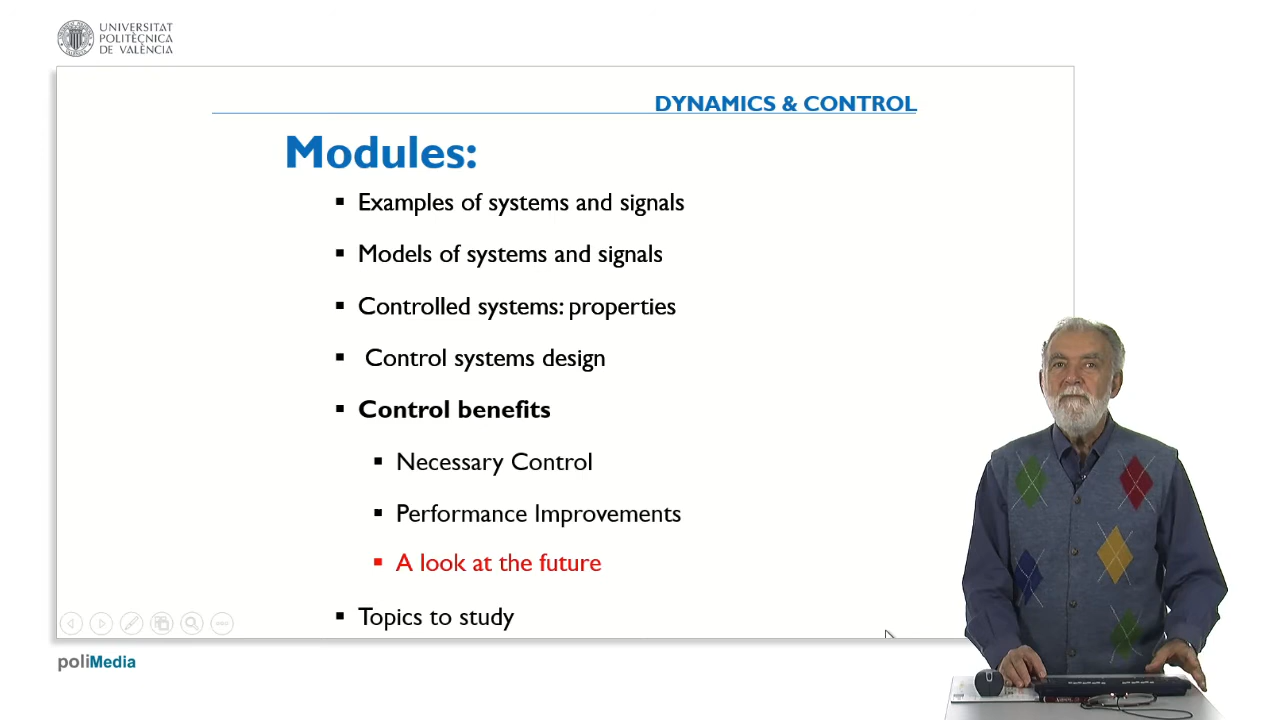 UNIVERSITAT
POLITÈCNICA
DE VALÈNCIA
DYNAMICS & CONTROL
Modules:
▪ Examples of systems and signals
▪ Models of systems and signals
▪ Controlled systems: properties
▪ Control systems design
▪ Control benefits
▪ Necessary Control
▪ Performance Improvements
▪ A look at the future
▪ Topics to study
poliMedia